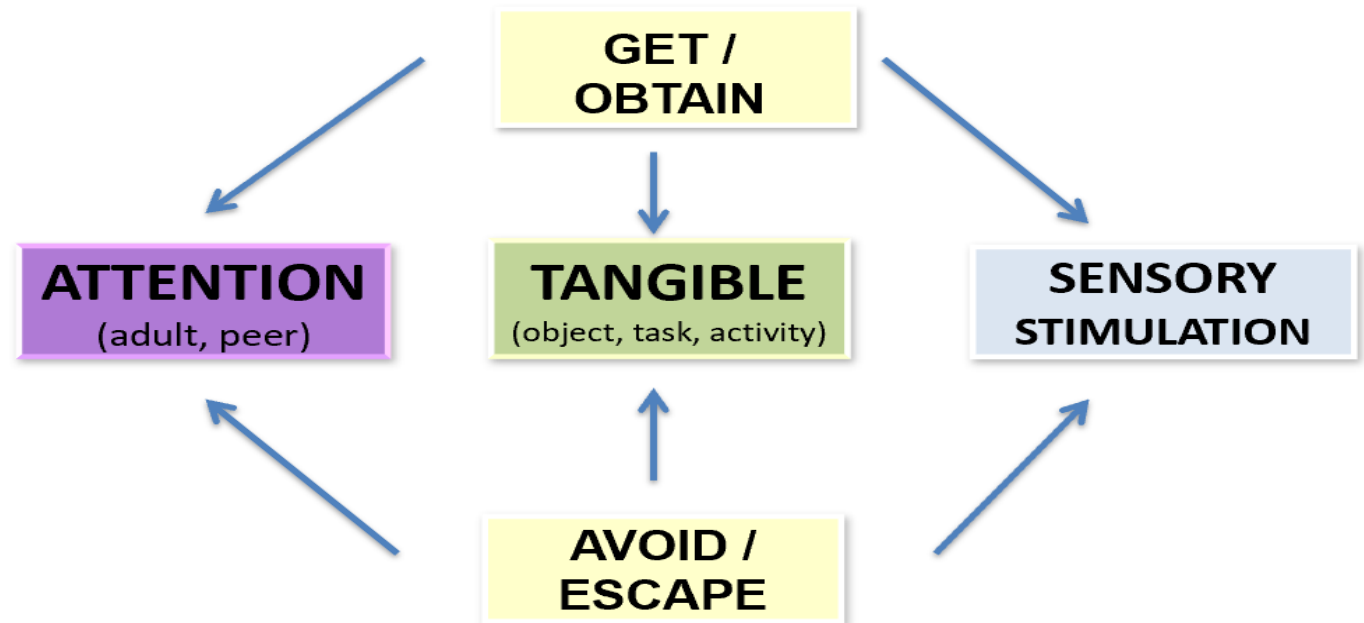 GET /
OBTAIN
ATTENTION
(adult, peer)
TANGIBLE
(object, task, activity)
SENSORY
STIMULATION
AVOID /
ESCAPE